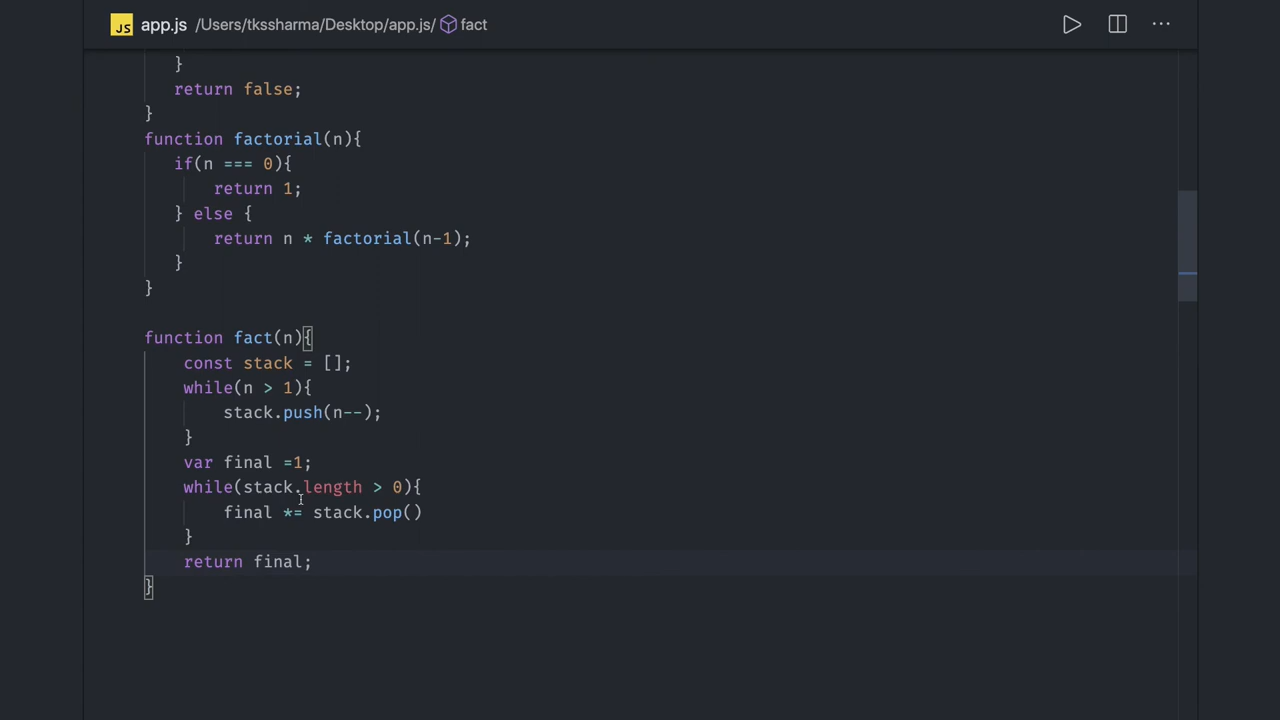 JS app.js /Users/tkssharma/Desktop/app.js/ fact ...
}
return false;
}
function factorial(n){
if(n === 0){
return 1;
} else {
return n * factorial(n-1);
}
}
function fact(n){
const stack = [];
while(n > 1){
stack.push(n--);
}
var final =1;
while(stack.length > 0){
final *= stack.pop()
}
return final;
}